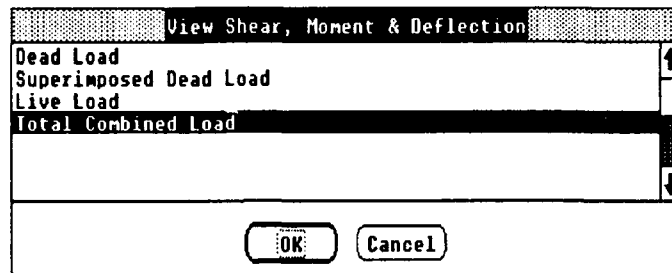 View Shear, Moment & Deflection
Dead Load
Superimposed Dead Load
Live Load
Total Combined Load
OK
Cancel